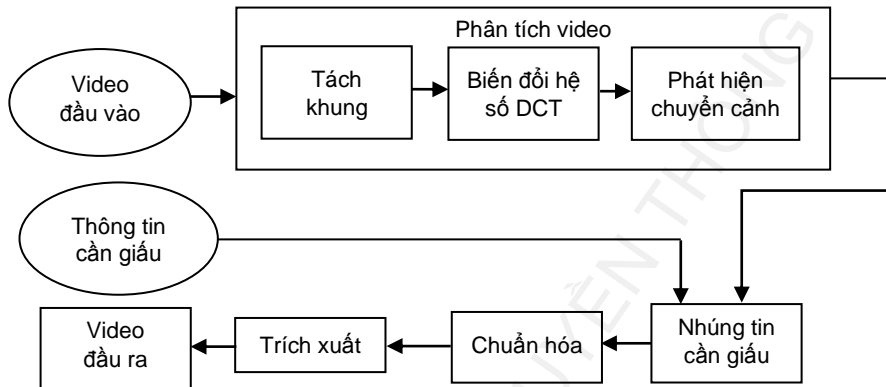 Phân tích video
Video
đầu vào
Tách
khung
Biến đổi hệ
số DCT
Phát hiện
chuyển cảnh
Thông tin
cần giấu
Video
đầu ra
Trích xuất
Chuẩn hóa
Nhúng tin
cần giấu